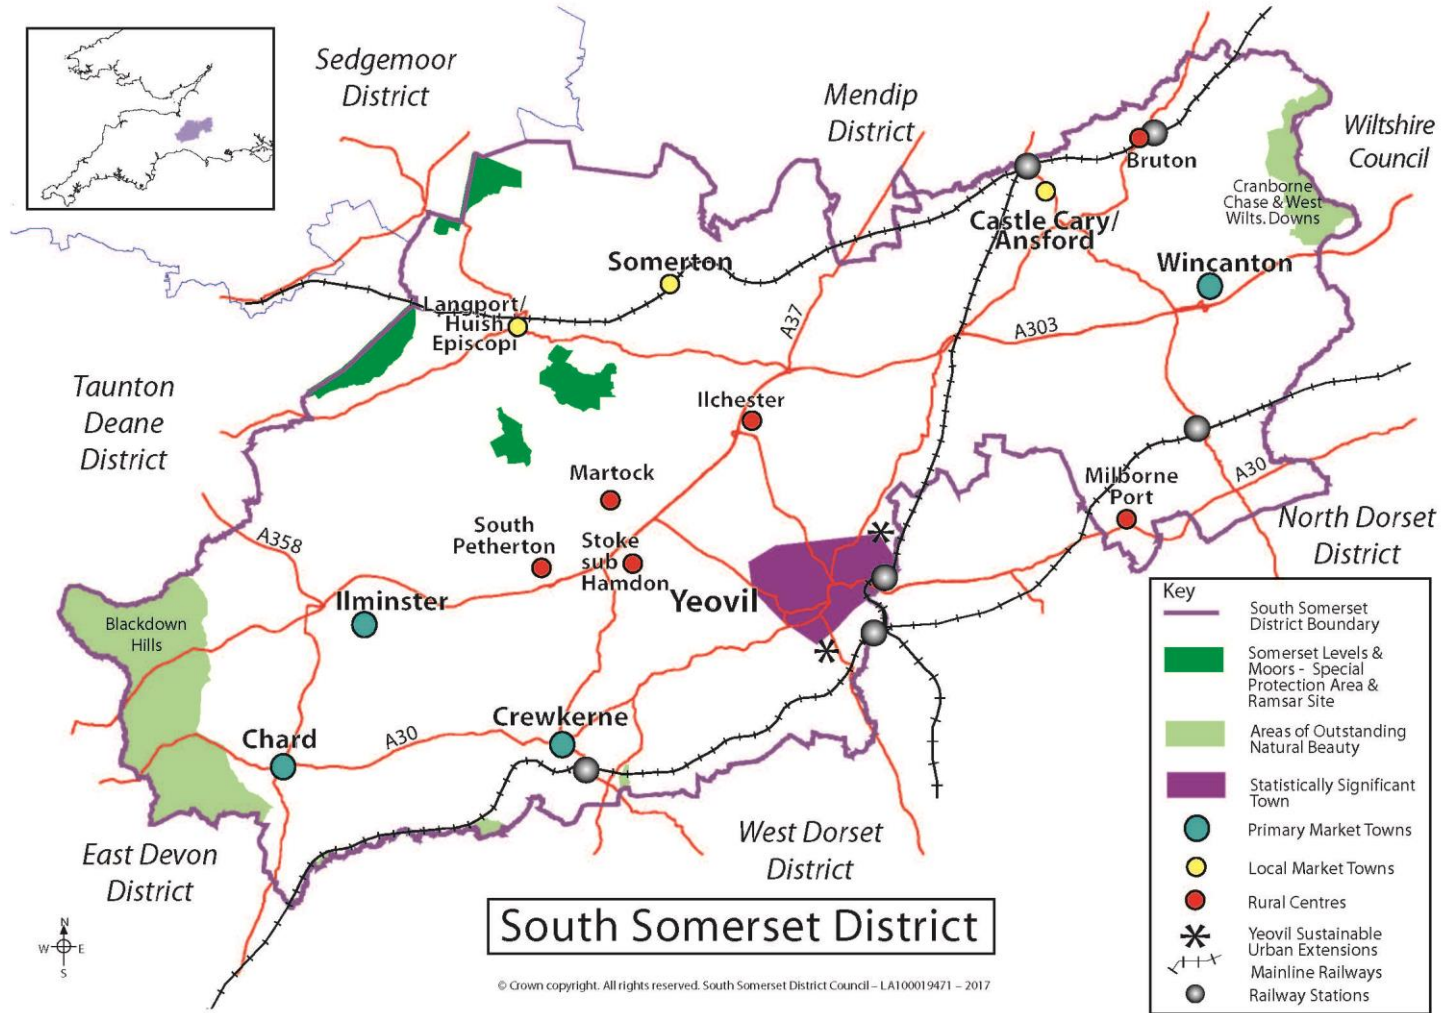 Sedgemoor
District
Mendip
District
Wiltshire
Council
Bruton
Cranborne
Chase & West
Wilts. Downs
Castle Cary/
Ansford
Somerton
Wincanton
Langport/
Huish
Episcopi
A37
A303
Taunton
Deane
District
Ilchester
Martock
Milborne
Port
A30
South
Petherton
Stoke
sub
Hamdon
North Dorset
District
A358
Ilminster
Yeovil
Blackdown
Hills
Crewkerne
Chard
A30
East Devon
District
West Dorset
District
Key
South Somerset
District Boundary
Somerset Levels &
Moors - Special
Protection Area &
Ramsar Site
Areas of Outstanding
Natural Beauty
Statistically Significant
Town
Primary Market Towns
Local Market Towns
Rural Centres
Yeovil Sustainable
Urban Extensions
Mainline Railways
Railway Stations
N
W E
S
South Somerset District
© Crown copyright. All rights reserved. South Somerset District Council – LA100019471 – 2017